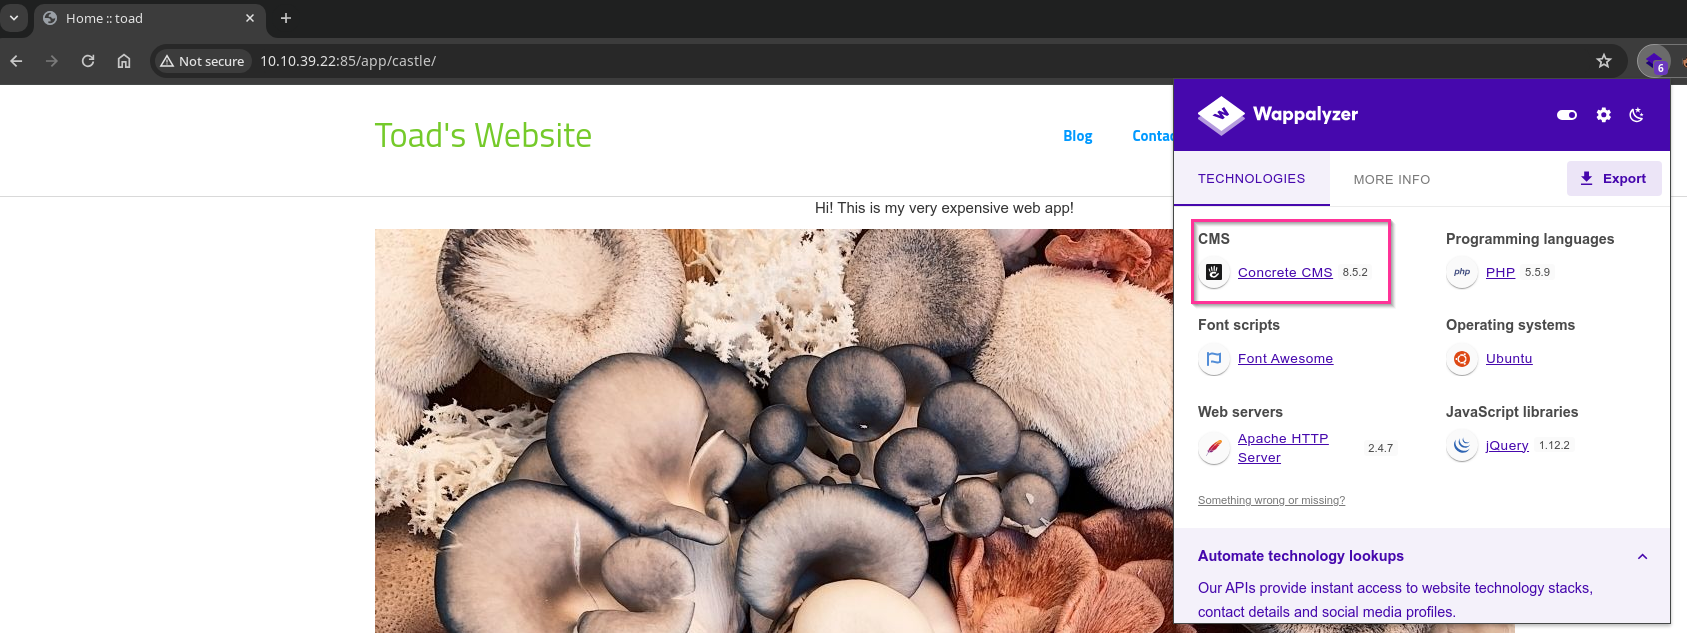 Home :: toad
Not secure
10.10.39.22:85/app/castle/
6
Toad's Website
Blog
Hi! This is my very expensive web app!
Wappalyzer
TECHNOLOGIES
MORE INFO
Export
CMS
Concrete CMS 8.5.2
Programming languages
php
PHP 5.5.9
Font scripts
Font Awesome
Operating systems
Ubuntu
Web servers
Apache HTTP
Server
2.4.7
JavaScript libraries
jQuery 1.12.2
Something wrong or missing?
Automate technology lookups
Our APIs provide instant access to website technology stacks,
contact details and social media profiles.